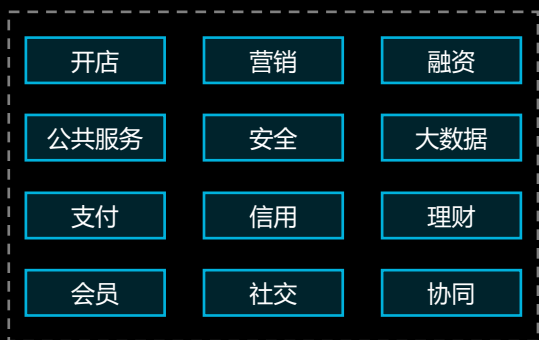 开店
营销
融资
公共服务
安全
大数据
支付
信用
理财
会员
社交
协同